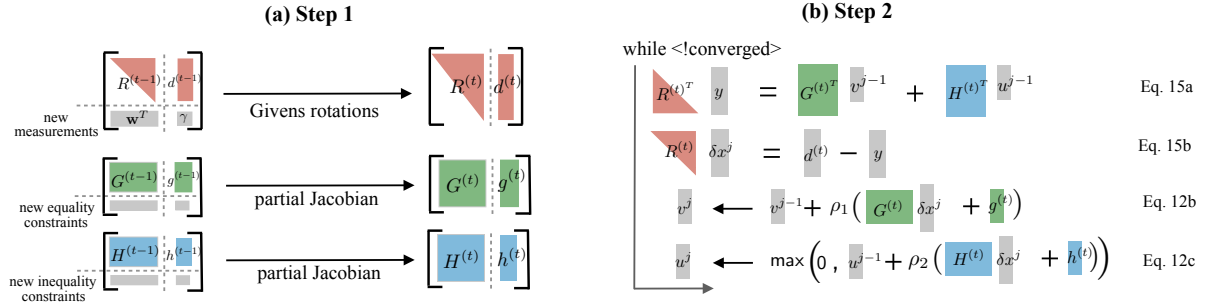 (a) Step 1
R^{(t-1)} d^{(t-1)}
w^T γ
new measurements
Givens rotations
R^{(t)} d^{(t)}
G^{(t-1)} g^{(t-1)}
new equality constraints
partial Jacobian
G^{(t)} g^{(t)}
H^{(t-1)} h^{(t-1)}
new inequality constraints
partial Jacobian
H^{(t)} h^{(t)}
(b) Step 2
while <!converged>
R^{(t)^T} y = G^{(t)^T} v^{j-1} + H^{(t)^T} u^{j-1} Eq. 15a
R^{(t)} δx^j = d^{(t)} − y Eq. 15b
v^j ← v^{j-1} + ρ_1 ( G^{(t)} δx^j + g^{(t)} ) Eq. 12b
u^j ← max ( 0 , u^{j-1} + ρ_2 ( H^{(t)} δx^j + h^{(t)} ) ) Eq. 12c